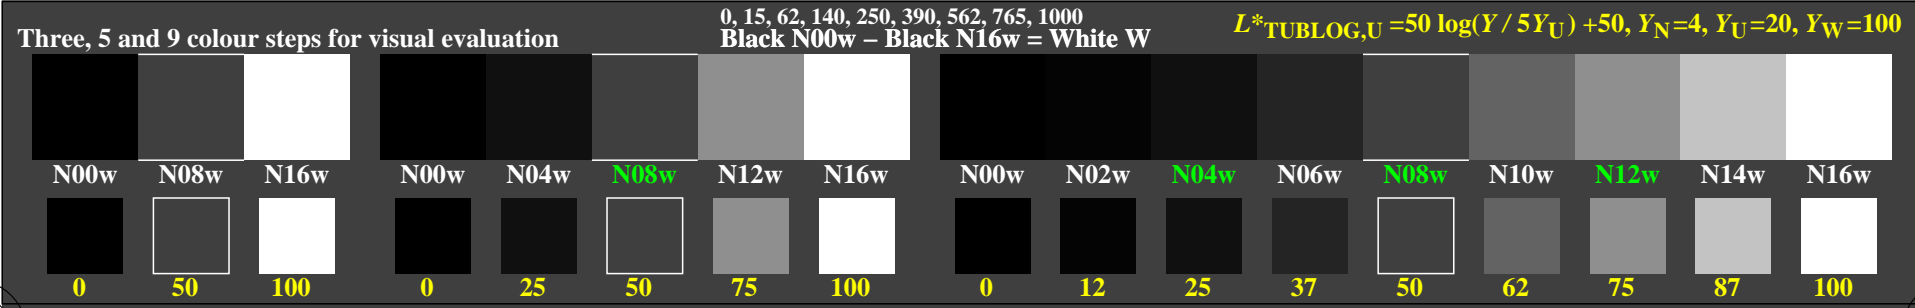 Three, 5 and 9 colour steps for visual evaluation
0, 15, 62, 140, 250, 390, 562, 765, 1000
Black N00w – Black N16w = White W
L*TUBLOG,U =50 log(Y / 5YU) +50, YN=4, YU=20, YW=100
N00w N08w N16w N00w N04w N08w N12w N16w N00w N02w N04w N06w N08w N10w N12w N14w N16w
0 50 100 0 25 50 75 100 0 12 25 37 50 62 75 87 100